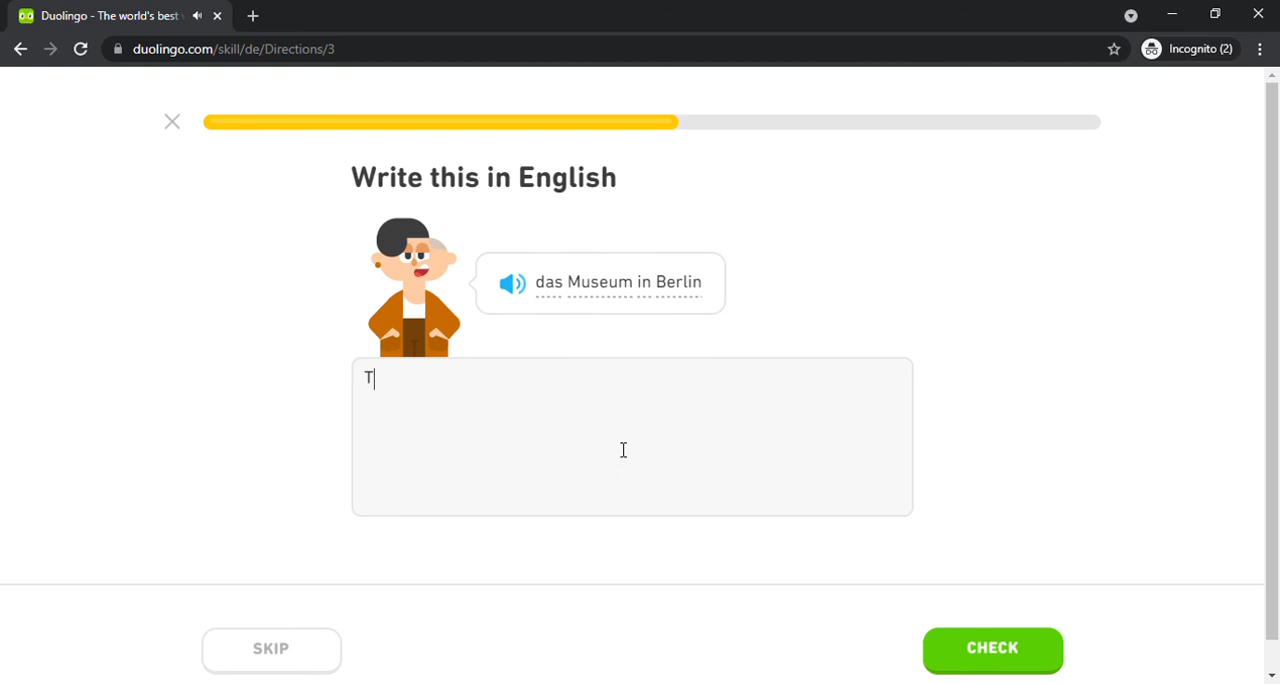 Duolingo - The world's best
duolingo.com/skill/de/Directions/3
Incognito (2)
Write this in English
das Museum in Berlin
T
SKIP
CHECK